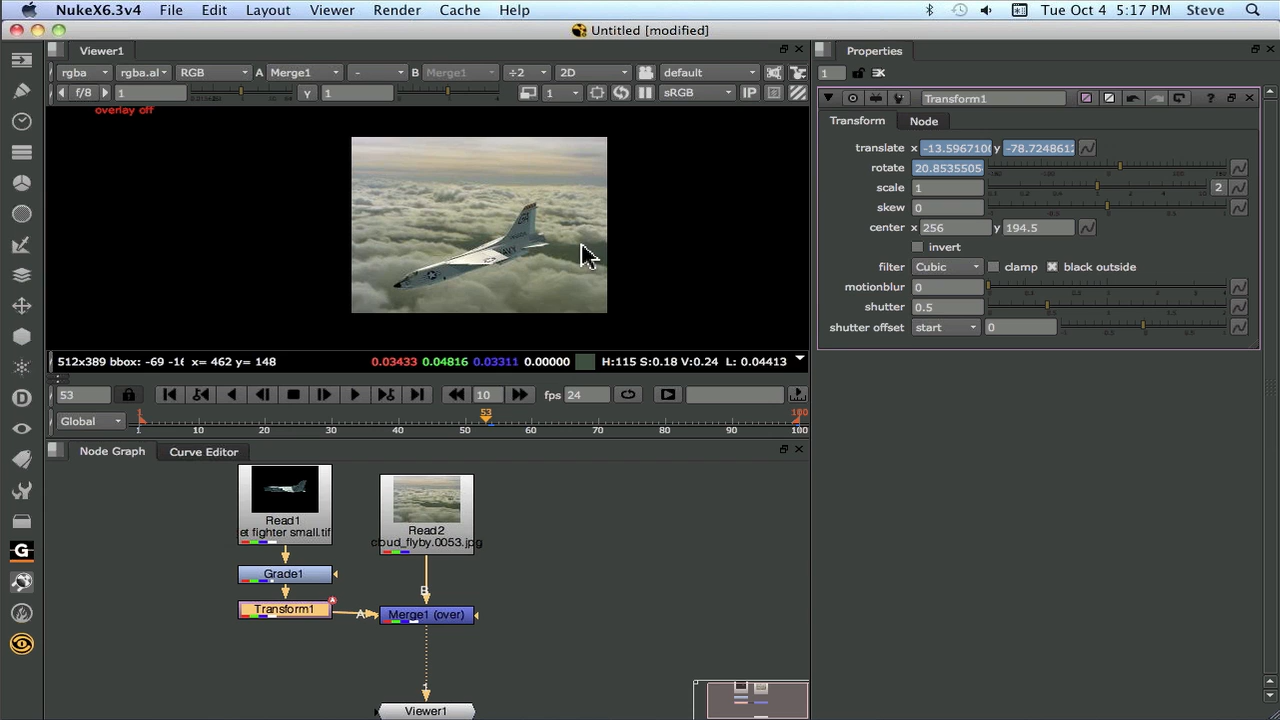 NukeX6.3v4 File Edit Layout Viewer Render Cache Help Tue Oct 4 5:17 PM Steve
Untitled [modified]
Viewer1
rgba rgba.al RGB A Merge1 - B Merge1 ÷2 2D default
f/8 1 Y 1 1 sRGB IP
overlay off
512x389 bbox: -69 -16 x= 462 y= 148 0.03433 0.04816 0.03311 0.00000 H:115 S:0.18 V:0.24 L: 0.04413
53 10 fps 24
Global 1 10 20 30 40 50 60 70 80 90 100
1 53 100
Node Graph Curve Editor
Read1
et fighter small.tif
Read2
cloud_flyby.0053.jpg
Grade1
Transform1
A
B
Merge1 (over)
1
Viewer1
Properties
1
Transform1 ?
Transform Node
translate x -13.5967100 y -78.7248612
rotate 20.8535505
scale 1 2
skew 0
center x 256 y 194.5
invert
filter Cubic clamp black outside
motionblur 0
shutter 0.5
shutter offset start 0
NAVY
G